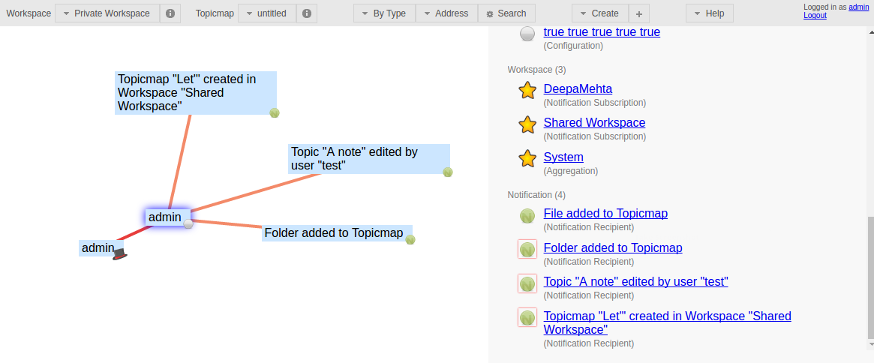 Workspace Private Workspace Topicmap untitled By Type Address Search Create Help
Logged in as admin
Logout
Topicmap "Let'" created in
Workspace "Shared
Workspace"
Topic "A note" edited by
user "test"
admin
Folder added to Topicmap
admin
true true true true true
(Configuration)
Workspace (3)
DeepaMehta
(Notification Subscription)
Shared Workspace
(Notification Subscription)
System
(Aggregation)
Notification (4)
File added to Topicmap
(Notification Recipient)
Folder added to Topicmap
(Notification Recipient)
Topic "A note" edited by user "test"
(Notification Recipient)
Topicmap "Let'" created in Workspace "Shared
Workspace"
(Notification Recipient)